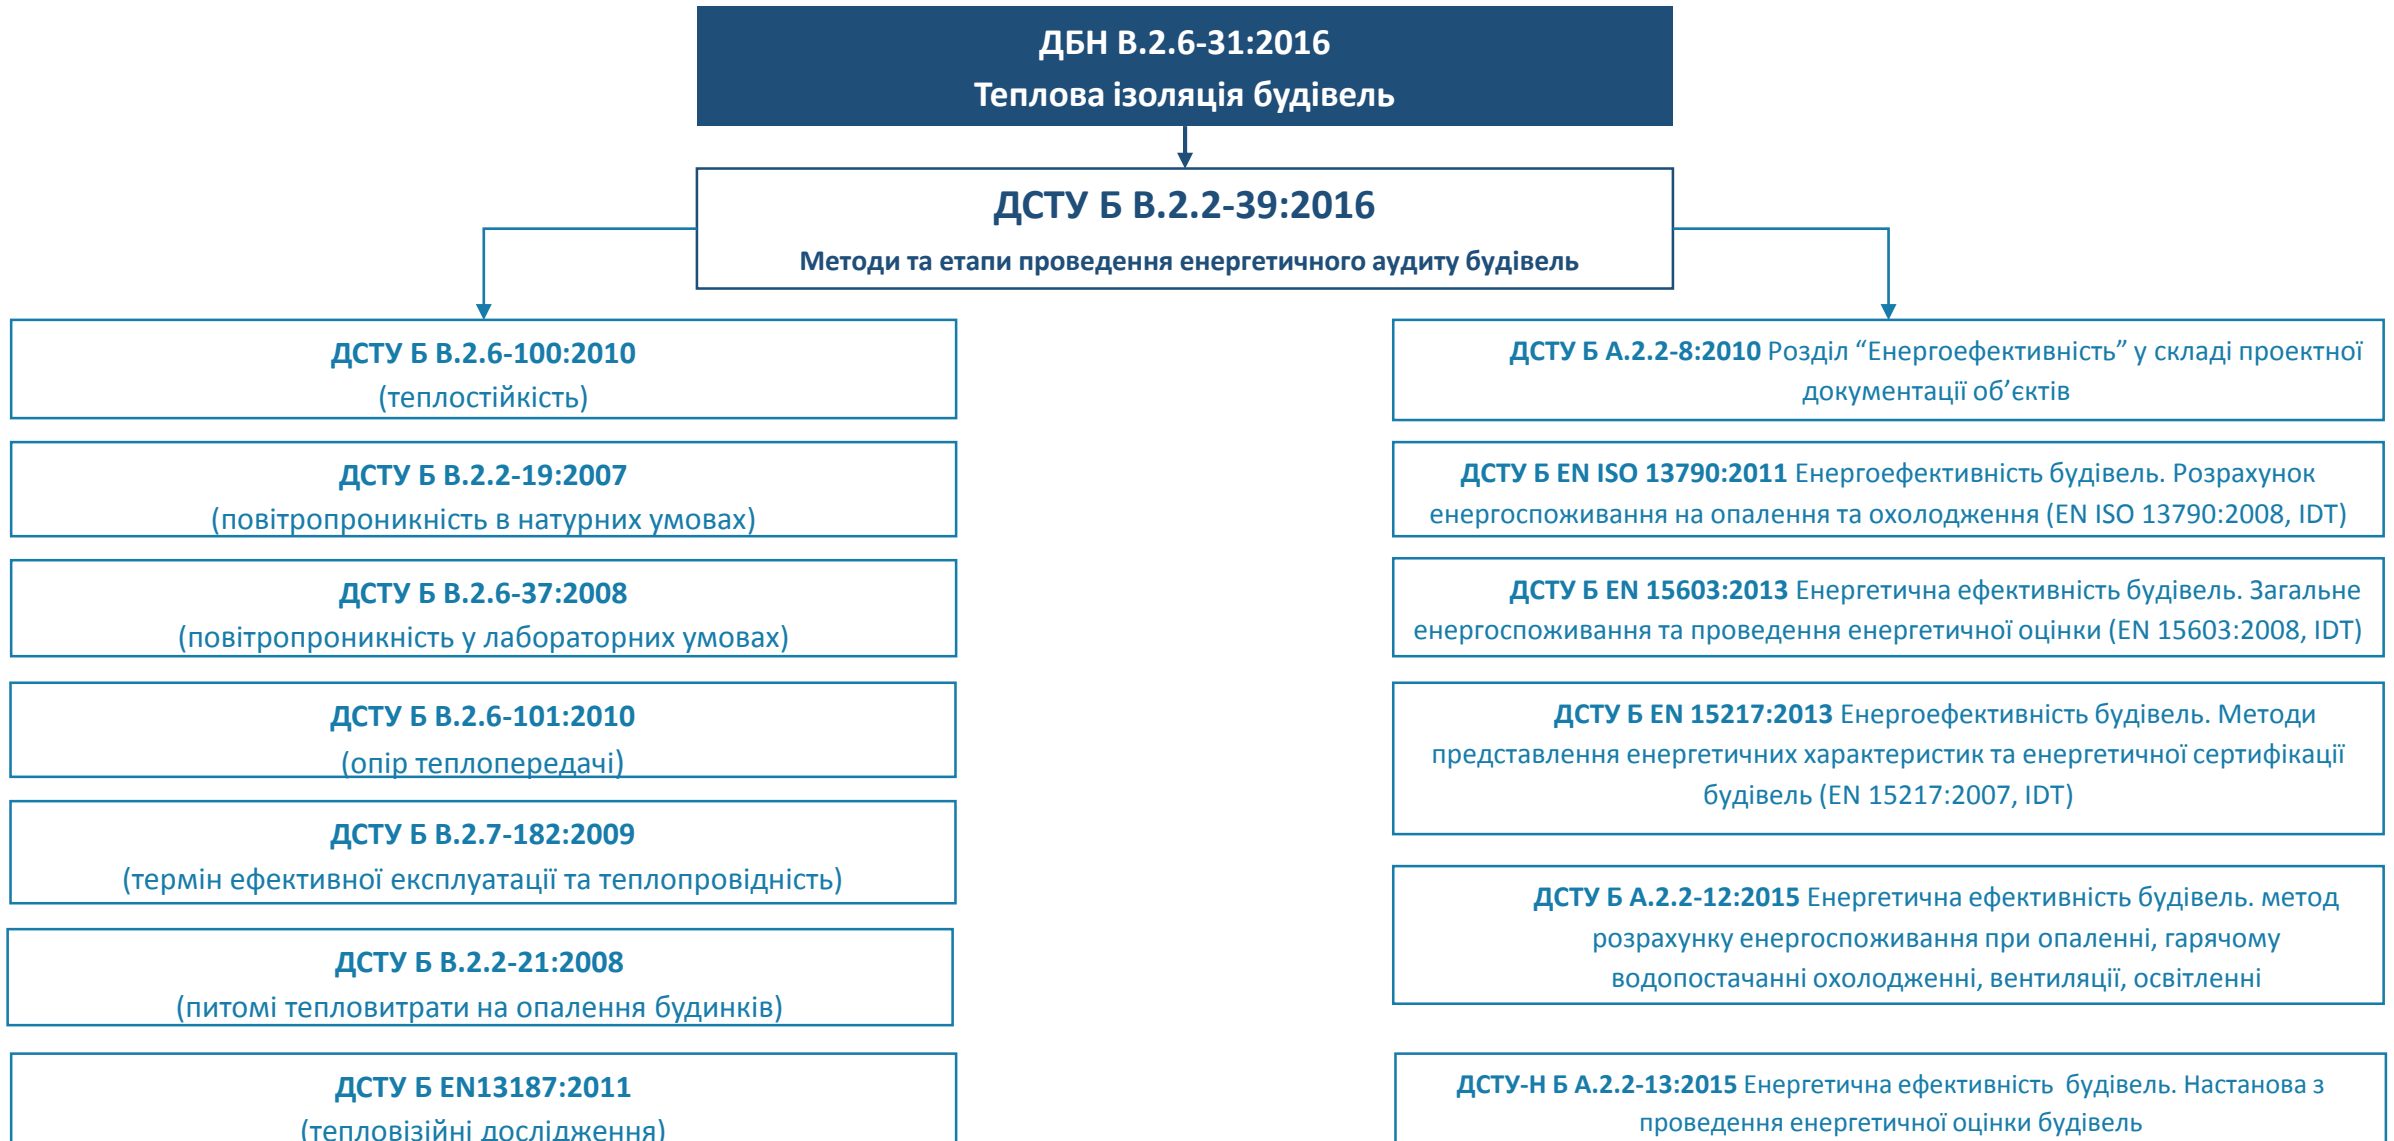 ДБН В.2.6-31:2016
Теплова ізоляція будівель
ДСТУ Б В.2.2-39:2016
Методи та етапи проведення енергетичного аудиту будівель
ДСТУ Б В.2.6-100:2010
(теплостійкість)
ДСТУ Б В.2.2-19:2007
(повітропроникність в натурних умовах)
ДСТУ Б В.2.6-37:2008
(повітропроникність у лабораторних умовах)
ДСТУ Б В.2.6-101:2010
(опір теплопередачі)
ДСТУ Б В.2.7-182:2009
(термін ефективної експлуатації та теплопровідність)
ДСТУ Б В.2.2-21:2008
(питомі тепловитрати на опалення будинків)
ДСТУ Б EN13187:2011
(тепловізійні дослідження)
ДСТУ Б А.2.2-8:2010 Розділ “Енергоефективність” у складі проектної
документації об’єктів
ДСТУ Б EN ISO 13790:2011 Енергоефективність будівель. Розрахунок
енергоспоживання на опалення та охолодження (EN ISO 13790:2008, IDT)
ДСТУ Б EN 15603:2013 Енергетична ефективність будівель. Загальне
енергоспоживання та проведення енергетичної оцінки (EN 15603:2008, IDT)
ДСТУ Б EN 15217:2013 Енергоефективність будівель. Методи
представлення енергетичних характеристик та енергетичної сертифікації
будівель (EN 15217:2007, IDT)
ДСТУ Б А.2.2-12:2015 Енергетична ефективність будівель. метод
розрахунку енергоспоживання при опаленні, гарячому
водопостачанні охолодженні, вентиляції, освітленні
ДСТУ-Н Б А.2.2-13:2015 Енергетична ефективність  будівель. Настанова з
проведення енергетичної оцінки будівель